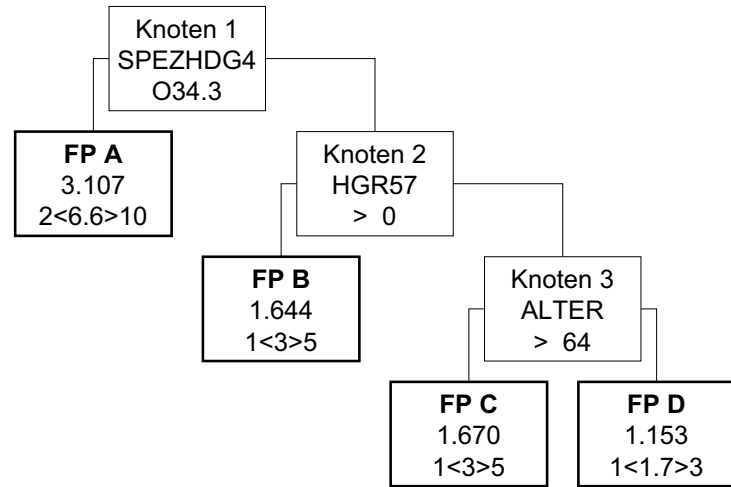 Knoten 1
SPEZHDG4
O34.3
FP A
3.107
2<6.6>10
Knoten 2
HGR57
> 0
FP B
1.644
1<3>5
Knoten 3
ALTER
> 64
FP C
1.670
1<3>5
FP D
1.153
1<1.7>3